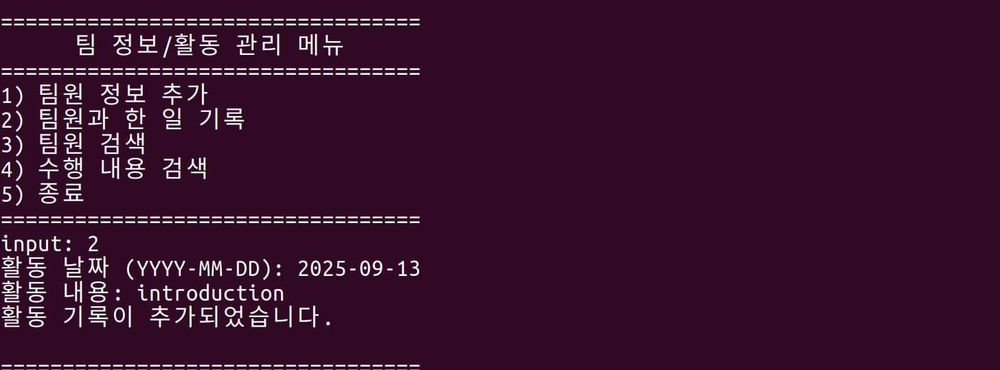 ==================================
팀 정보/활동 관리 메뉴
==================================
1) 팀원 정보 추가
2) 팀원과 한 일 기록
3) 팀원 검색
4) 수행 내용 검색
5) 종료
==================================
input: 2
활동 날짜 (YYYY-MM-DD): 2025-09-13
활동 내용: introduction
활동 기록이 추가되었습니다.
==================================